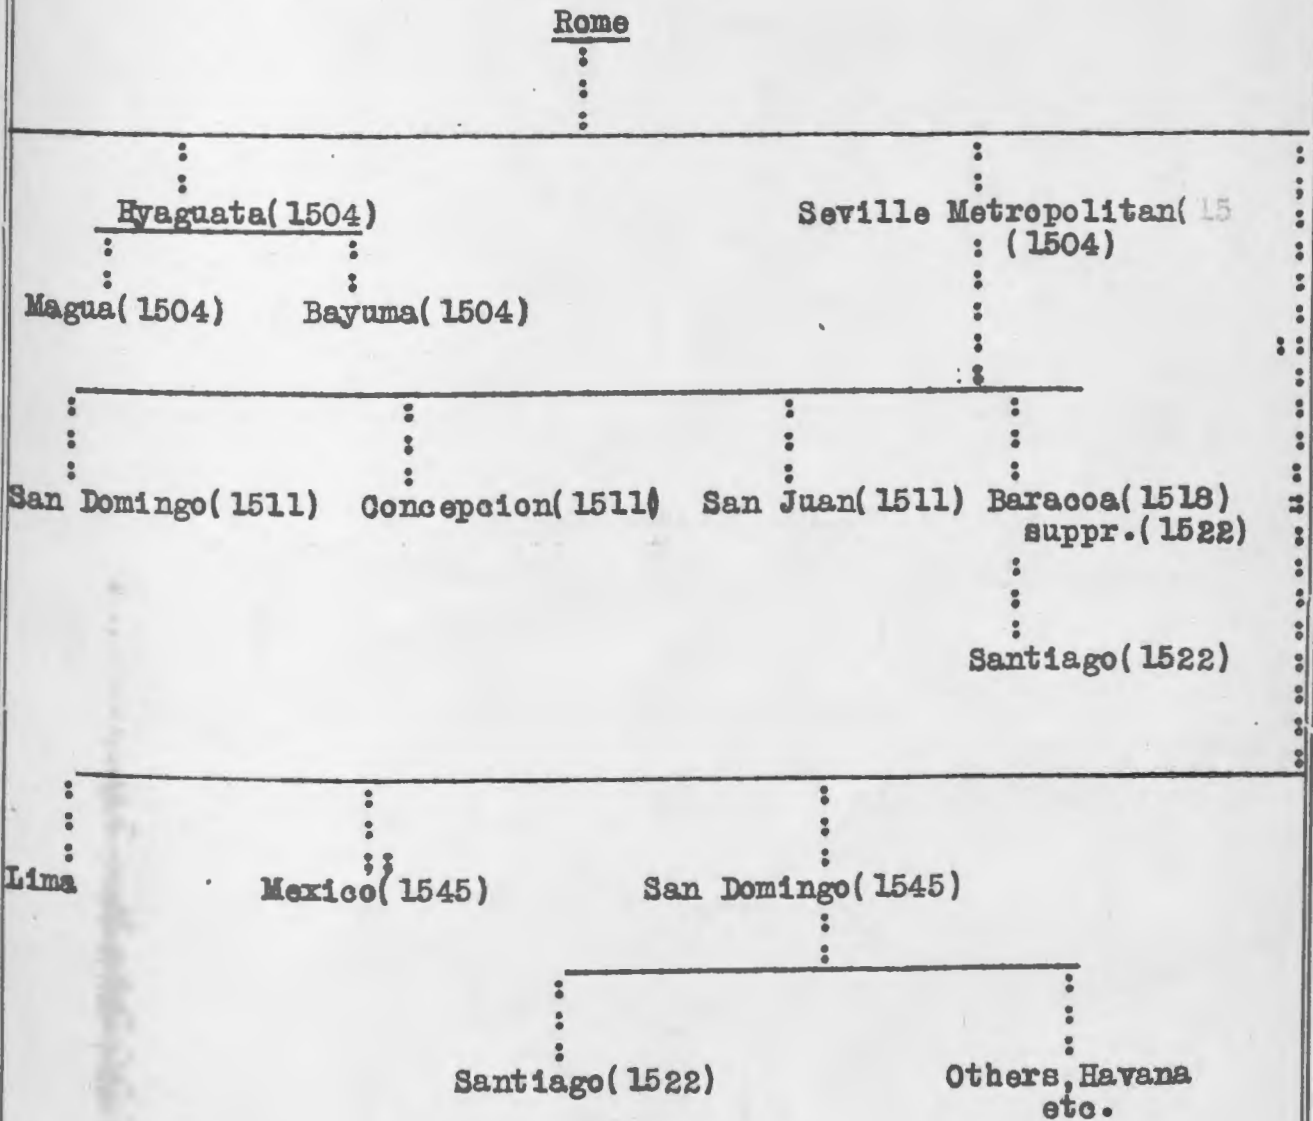 Rome
Hyaguata(1504)
Seville Metropolitan( 15
(1504)
Magua(1504)
Bayuma(1504)
San Domingo(1511)
Concepcion(1511)
San Juan(1511)
Baracoa(1518)
suppr.(1522)
Santiago(1522)
Lima
Mexico(1545)
San Domingo(1545)
Santiago(1522)
Others,Havana
etc.